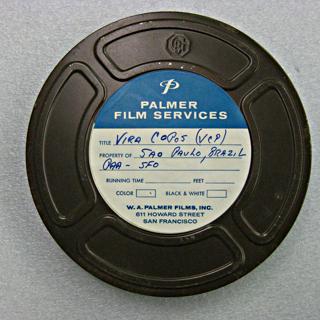 PALMER
FILM SERVICES
TITLE VIRA COPOS (VCP)
PROPERTY OF SAO PAULO, BRAZIL
PAA - SFO
RUNNING TIME FEET
COLOR BLACK & WHITE
W. A. PALMER FILMS, INC.
611 HOWARD STREET
SAN FRANCISCO